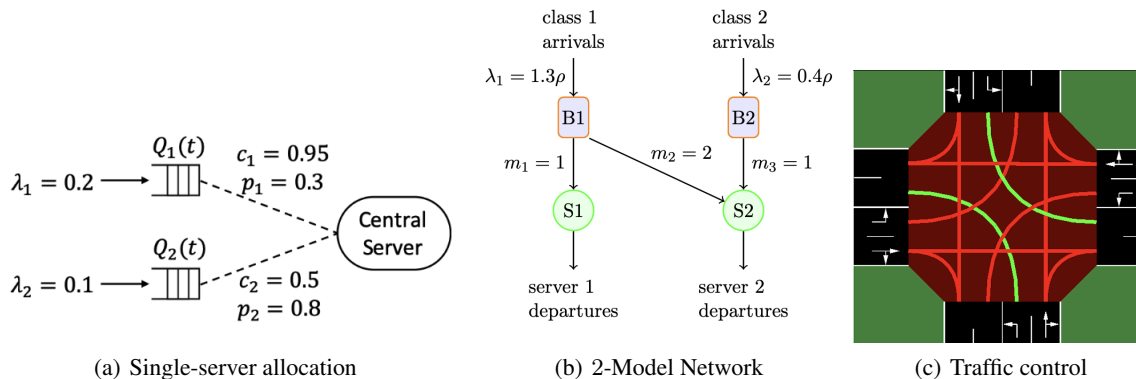 Q₁(t)
λ₁ = 0.2
c₁ = 0.95
p₁ = 0.3
Central
Server
Q₂(t)
λ₂ = 0.1
c₂ = 0.5
p₂ = 0.8
(a) Single-server allocation
class 1
arrivals
class 2
arrivals
λ₁ = 1.3ρ
λ₂ = 0.4ρ
B1
B2
m₁ = 1
m₂ = 2
m₃ = 1
S1
S2
server 1
departures
server 2
departures
(b) 2-Model Network
(c) Traffic control